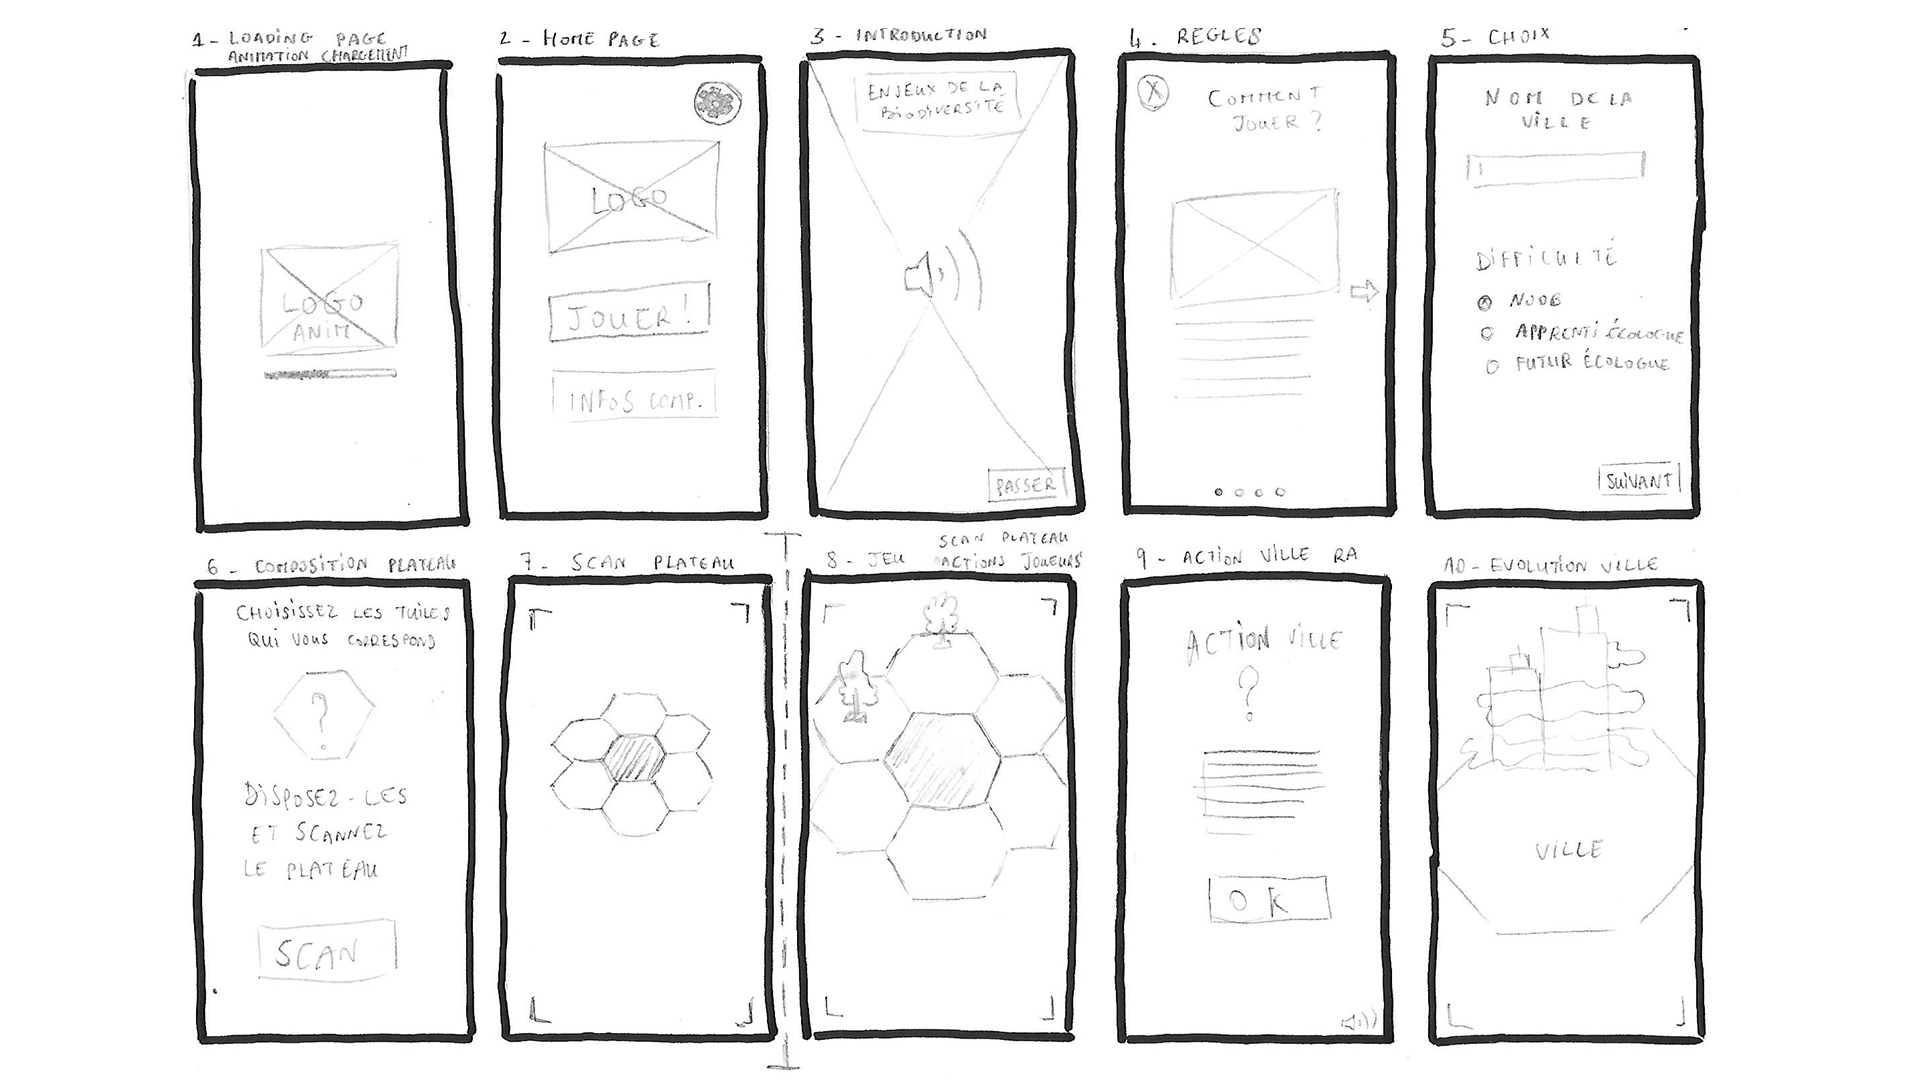 1 - LOADING PAGE
ANIMATION CHARGEMENT
LOGO
ANIM
2 - HOME PAGE
LOGO
JOUER !
INFOS COMP.
3 - INTRODUCTION
ENJEUX DE LA
BIODIVERSITÉ
PASSER
4 - REGLES
X
COMMENT
JOUER ?
5 - CHOIX
NOM DE LA
VILLE
DIFFICULTÉ
NOOB
APPRENTI ÉCOLOGUE
FUTUR ÉCOLOGUE
SUIVANT
6 - COMPOSITION PLATEAU
CHOISISSEZ LES TUILES
QUI VOUS CORRESPOND
?
DISPOSEZ-LES
ET SCANNEZ
LE PLATEAU
SCAN
7 - SCAN PLATEAU
8 - JEU
SCAN PLATEAU
ACTIONS JOUEURS
9 - ACTION VILLE RA
ACTION VILLE
?
OK
10 - EVOLUTION VILLE
VILLE